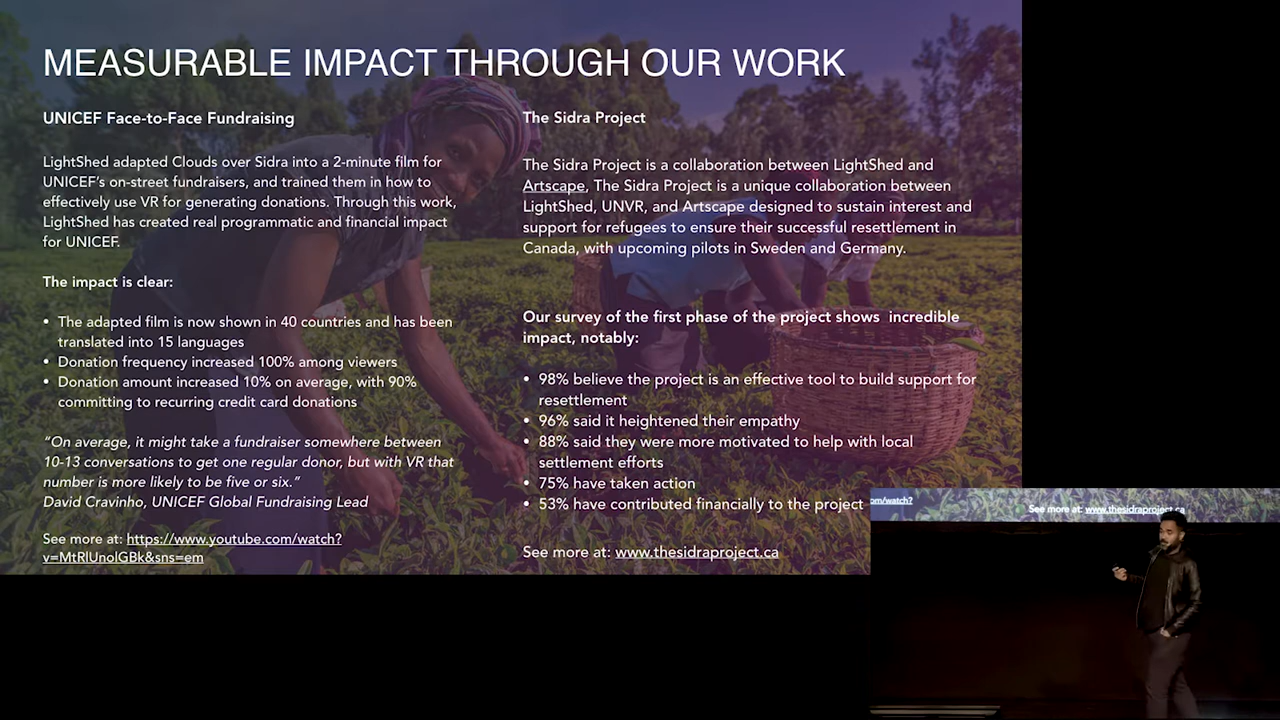 MEASURABLE IMPACT THROUGH OUR WORK
UNICEF Face-to-Face Fundraising
LightShed adapted Clouds over Sidra into a 2-minute film for
UNICEF's on-street fundraisers, and trained them in how to
effectively use VR for generating donations. Through this work,
LightShed has created real programmatic and financial impact
for UNICEF.
The impact is clear:
• The adapted film is now shown in 40 countries and has been
translated into 15 languages
• Donation frequency increased 100% among viewers
• Donation amount increased 10% on average, with 90%
committing to recurring credit card donations
“On average, it might take a fundraiser somewhere between
10-13 conversations to get one regular donor, but with VR that
number is more likely to be five or six.”
David Cravinho, UNICEF Global Fundraising Lead
See more at: https://www.youtube.com/watch?
v=MtRlUnolGBk&sns=em
The Sidra Project
The Sidra Project is a collaboration between LightShed and
Artscape, The Sidra Project is a unique collaboration between
LightShed, UNVR, and Artscape designed to sustain interest and
support for refugees to ensure their successful resettlement in
Canada, with upcoming pilots in Sweden and Germany.
Our survey of the first phase of the project shows  incredible
impact, notably:
• 98% believe the project is an effective tool to build support for
resettlement
• 96% said it heightened their empathy
• 88% said they were more motivated to help with local
settlement efforts
• 75% have taken action
• 53% have contributed financially to the project
See more at: www.thesidraproject.ca
om/watch?
See more at: www.thesidraproject.ca